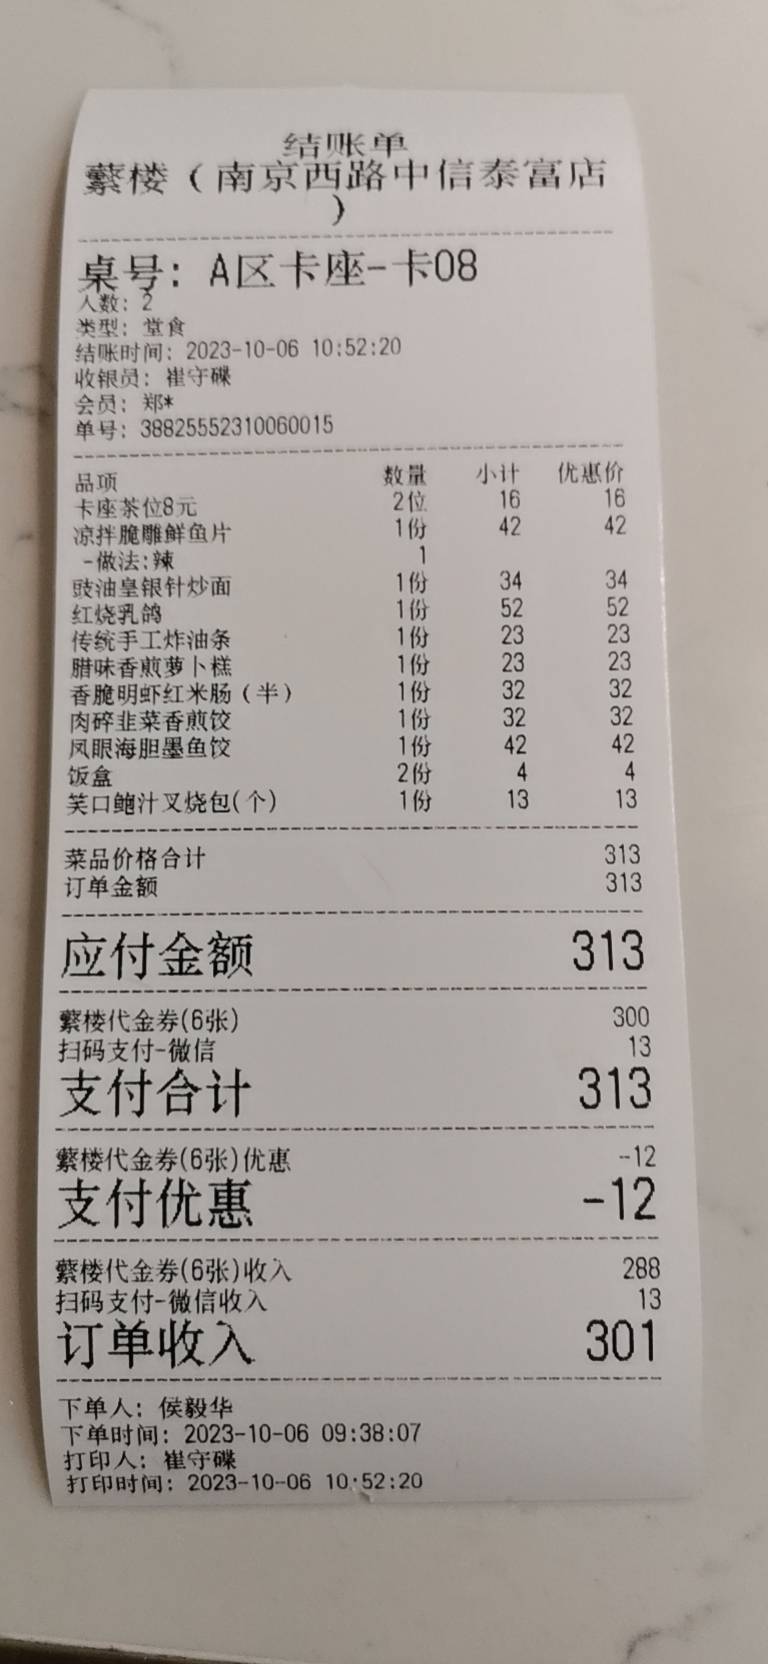 结账单
蘩楼（南京西路中信泰富店
）
桌号：A区卡座-卡08
人数：2
类型：堂食
结账时间：2023-10-06 10:52:20
收银员：崔守碟
会员：郑*
单号：38825552310060015
品项 数量 小计 优惠价
卡座茶位8元 2位 16 16
凉拌脆雕鲜鱼片 1份 42 42
-做法:辣 1
豉油皇银针炒面 1份 34 34
红烧乳鸽 1份 52 52
传统手工炸油条 1份 23 23
腊味香煎萝卜糕 1份 23 23
香脆明虾红米肠（半） 1份 32 32
肉碎韭菜香煎饺 1份 32 32
凤眼海胆墨鱼饺 1份 42 42
饭盒 2份 4 4
笑口鲍汁叉烧包(个) 1份 13 13
菜品价格合计 313
订单金额 313
应付金额 313
蘩楼代金券(6张) 300
扫码支付-微信 13
支付合计 313
蘩楼代金券(6张)优惠 -12
支付优惠 -12
蘩楼代金券(6张)收入 288
扫码支付-微信收入 13
订单收入 301
下单人：侯毅华
下单时间：2023-10-06 09:38:07
打印人：崔守碟
打印时间：2023-10-06 10:52:20